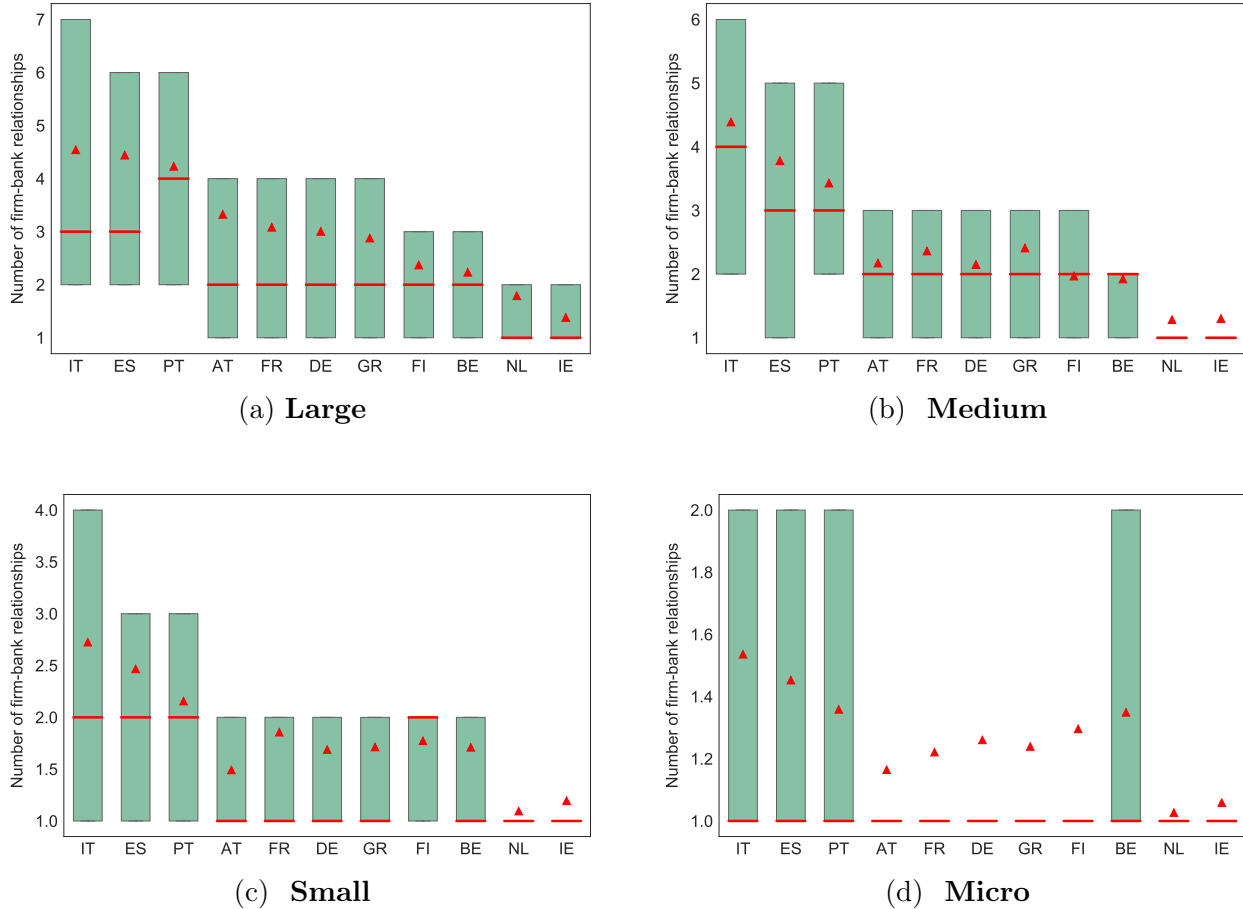 Number of firm-bank relationships
7
6
5
4
3
2
1
IT ES PT AT FR DE GR FI BE NL IE
(a) Large
Number of firm-bank relationships
6
5
4
3
2
1
IT ES PT AT FR DE GR FI BE NL IE
(b) Medium
Number of firm-bank relationships
4.0
3.5
3.0
2.5
2.0
1.5
1.0
IT ES PT AT FR DE GR FI BE NL IE
(c) Small
Number of firm-bank relationships
2.0
1.8
1.6
1.4
1.2
1.0
IT ES PT AT FR DE GR FI BE NL IE
(d) Micro